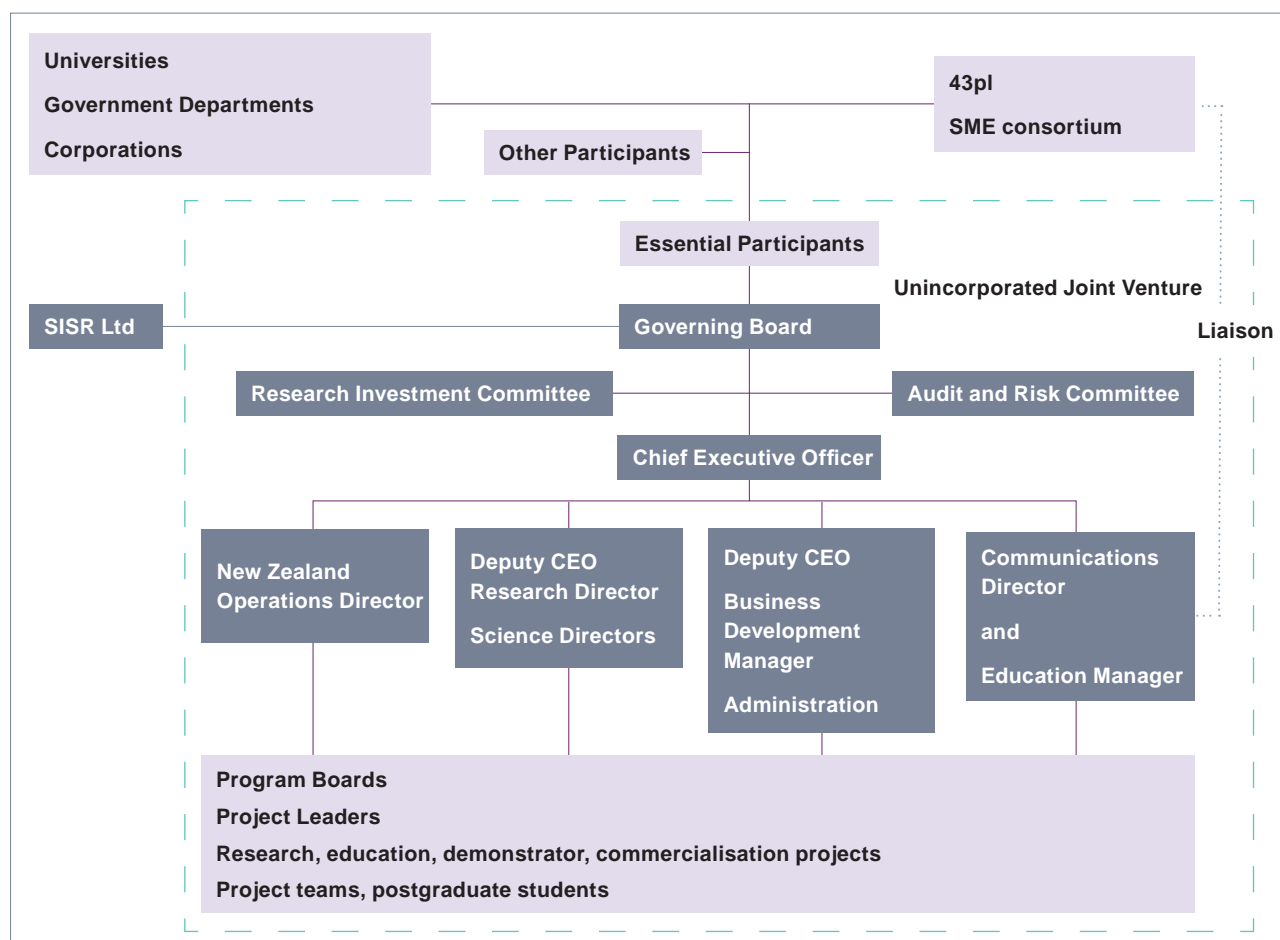 Universities
Government Departments
Corporations
43pl
SME consortium
Other Participants
Essential Participants
Unincorporated Joint Venture
SISR Ltd
Governing Board
Liaison
Research Investment Committee
Audit and Risk Committee
Chief Executive Officer
New Zealand
Operations Director
Deputy CEO
Research Director
Science Directors
Deputy CEO
Business
Development
Manager
Administration
Communications
Director
and
Education Manager
Program Boards
Project Leaders
Research, education, demonstrator, commercialisation projects
Project teams, postgraduate students